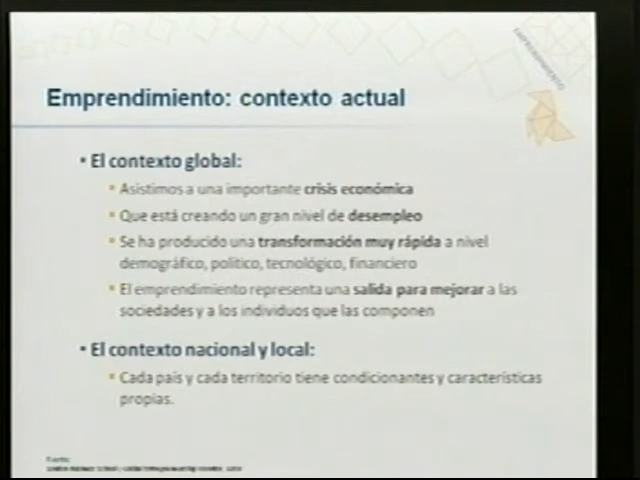 EMPRENDIMIENTO
Emprendimiento: contexto actual
• El contexto global:
Asistimos a una importante crisis económica
Que está creando un gran nivel de desempleo
Se ha producido una transformación muy rápida a nivel
demográfico, político, tecnológico, financiero
El emprendimiento representa una salida para mejorar a las
sociedades y a los individuos que las componen
• El contexto nacional y local:
Cada país y cada territorio tiene condicionantes y características
propias.